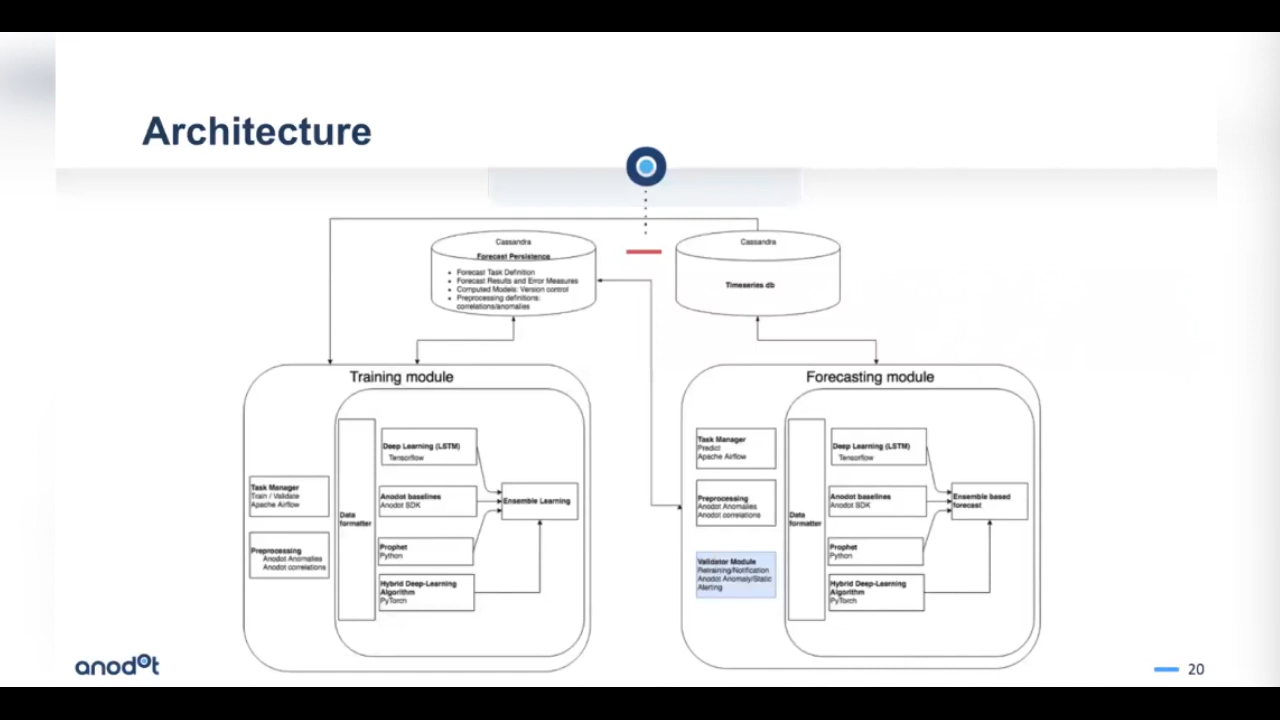 Architecture
Cassandra
Forecast Persistence
• Forecast Task Definition
• Forecast Results and Error Measures
• Computed Models: Version control
• Preprocessing definitions:
correlations/anomalies
Cassandra
Timeseries db
Training module
Task Manager
Train / Validate
Apache Airflow
Preprocessing
Anodot Anomalies
Anodot correlations
Data
formatter
Deep Learning (LSTM)
Tensorflow
Anodot baselines
Anodot SDK
Prophet
Python
Hybrid Deep-Learning
Algorithm
PyTorch
Ensemble Learning
Forecasting module
Task Manager
Predict
Apache Airflow
Preprocessing
Anodot Anomalies
Anodot correlations
Validator Module
Retraining/Notification
Anodot Anomaly/Static
Alerting
Data
formatter
Deep Learning (LSTM)
Tensorflow
Anodot baselines
Anodot SDK
Prophet
Python
Hybrid Deep-Learning
Algorithm
PyTorch
Ensemble based
forecast
anodot
20